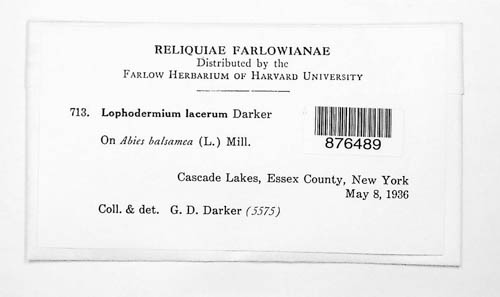 RELIQUIAE FARLOWIANAE
Distributed by the
FARLOW HERBARIUM OF HARVARD UNIVERSITY
713. Lophodermium lacerum Darker
On Abies balsamea (L.) Mill.
876489
Cascade Lakes, Essex County, New York
May 8, 1936
Coll. & det. G. D. Darker (5575)